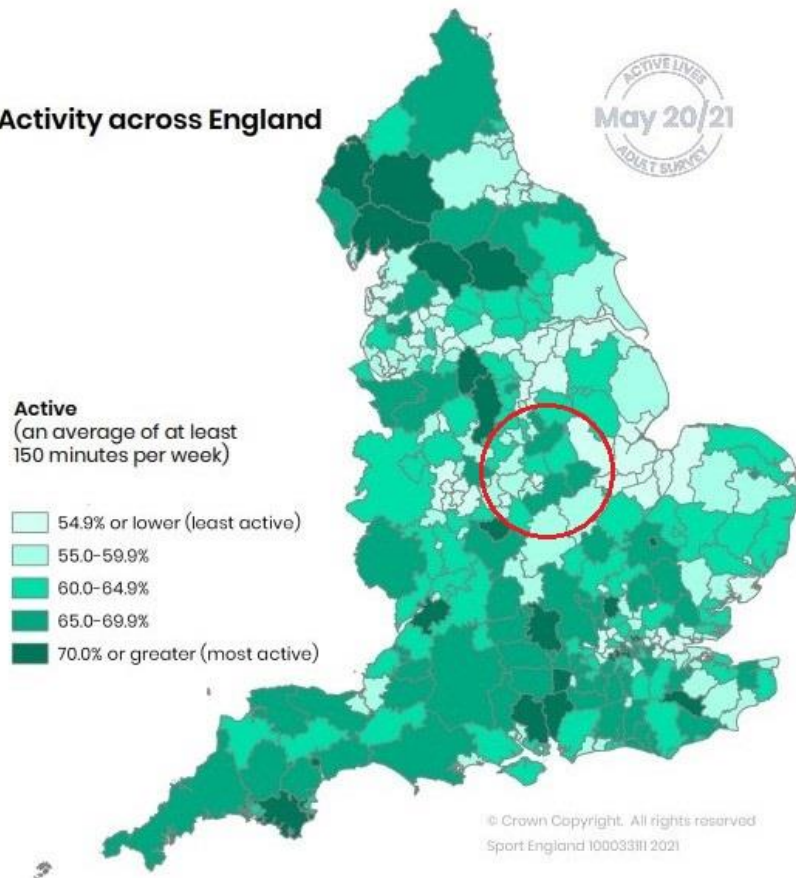 Activity across England
ACTIVE LIVES
May 20/21
ADULT SURVEY
Active
(an average of at least
150 minutes per week)
54.9% or lower (least active)
55.0-59.9%
60.0-64.9%
65.0-69.9%
70.0% or greater (most active)
© Crown Copyright. All rights reserved
Sport England 100033111 2021